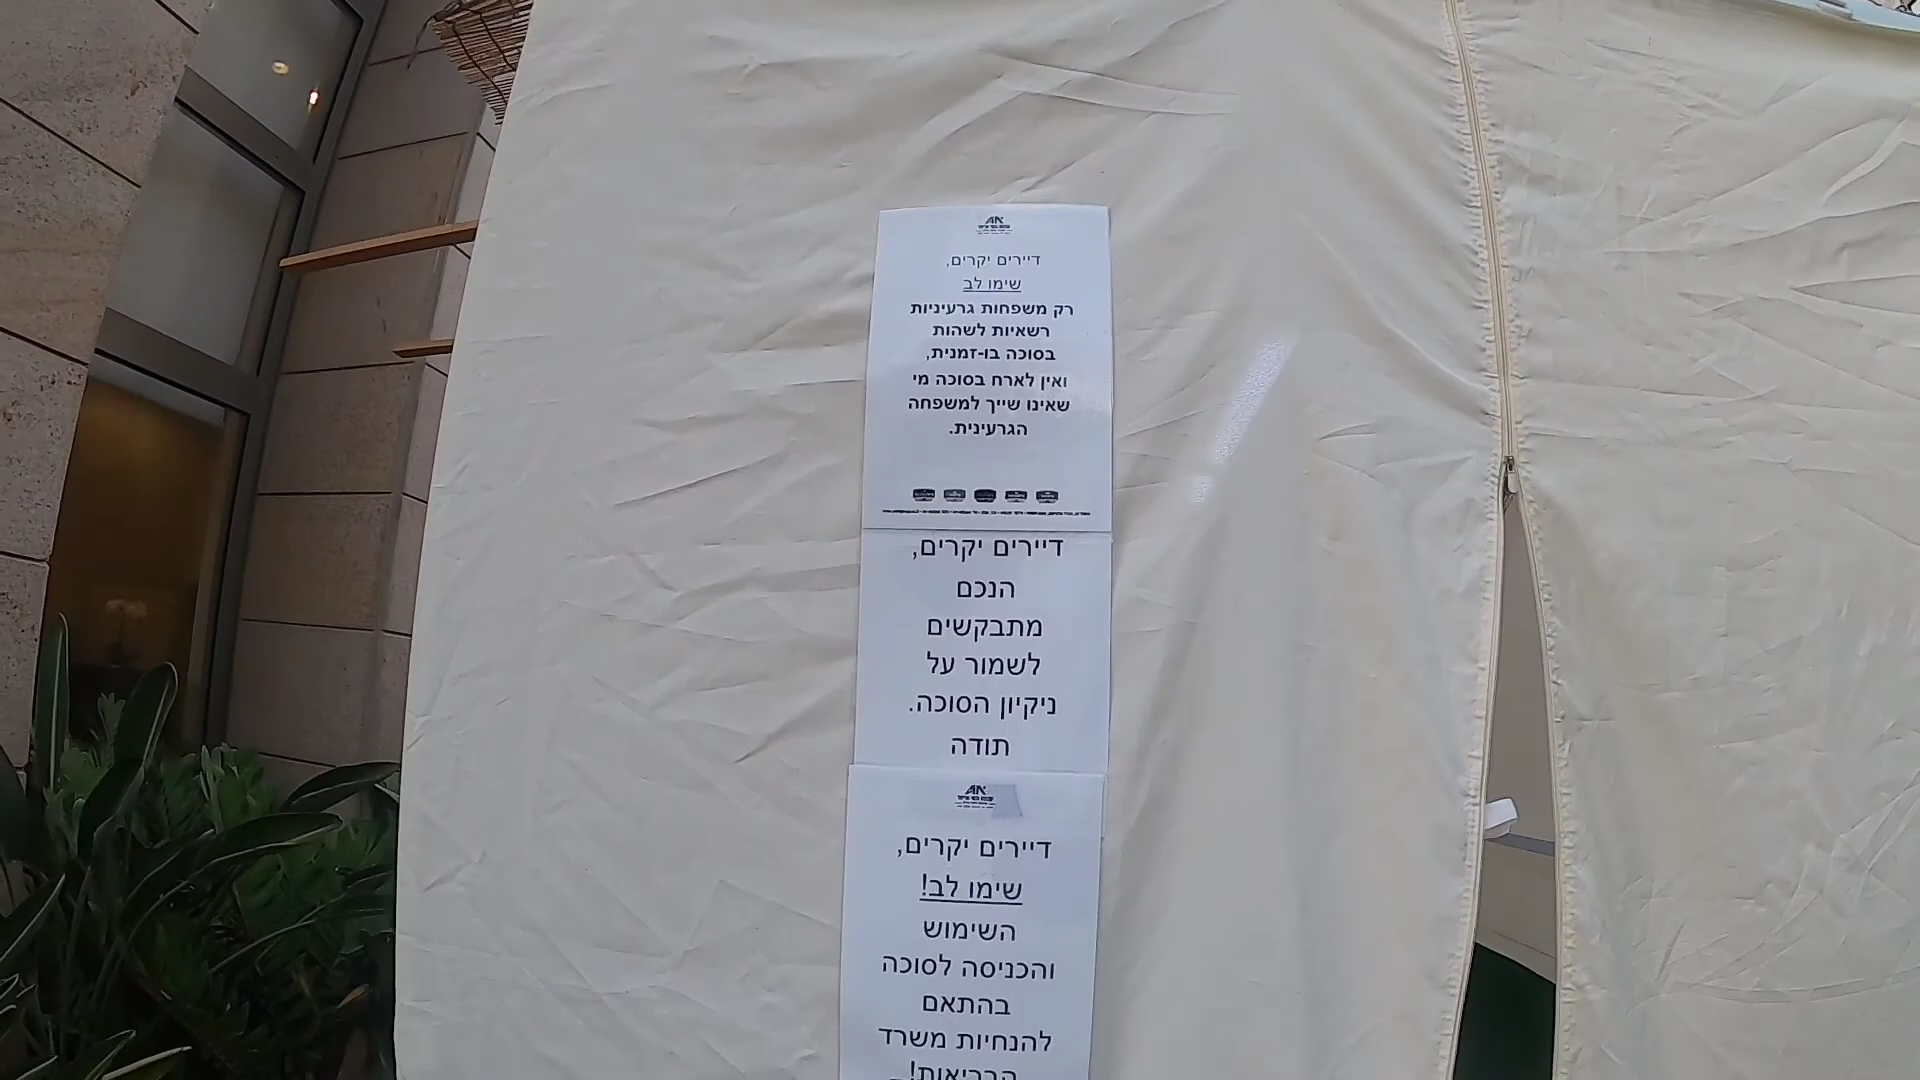 דיירים יקרים,
שימו לב
רק משפחות גרעיניות
רשאיות לשהות
בסוכה בו-זמנית,
ואין לארח בסוכה מי
שאינו שייך למשפחה
הגרעינית.
דיירים יקרים,
הנכם
מתבקשים
לשמור על
ניקיון הסוכה.
תודה
דיירים יקרים,
שימו לב!
השימוש
והכניסה לסוכה
בהתאם
להנחיות משרד
הבריאות!